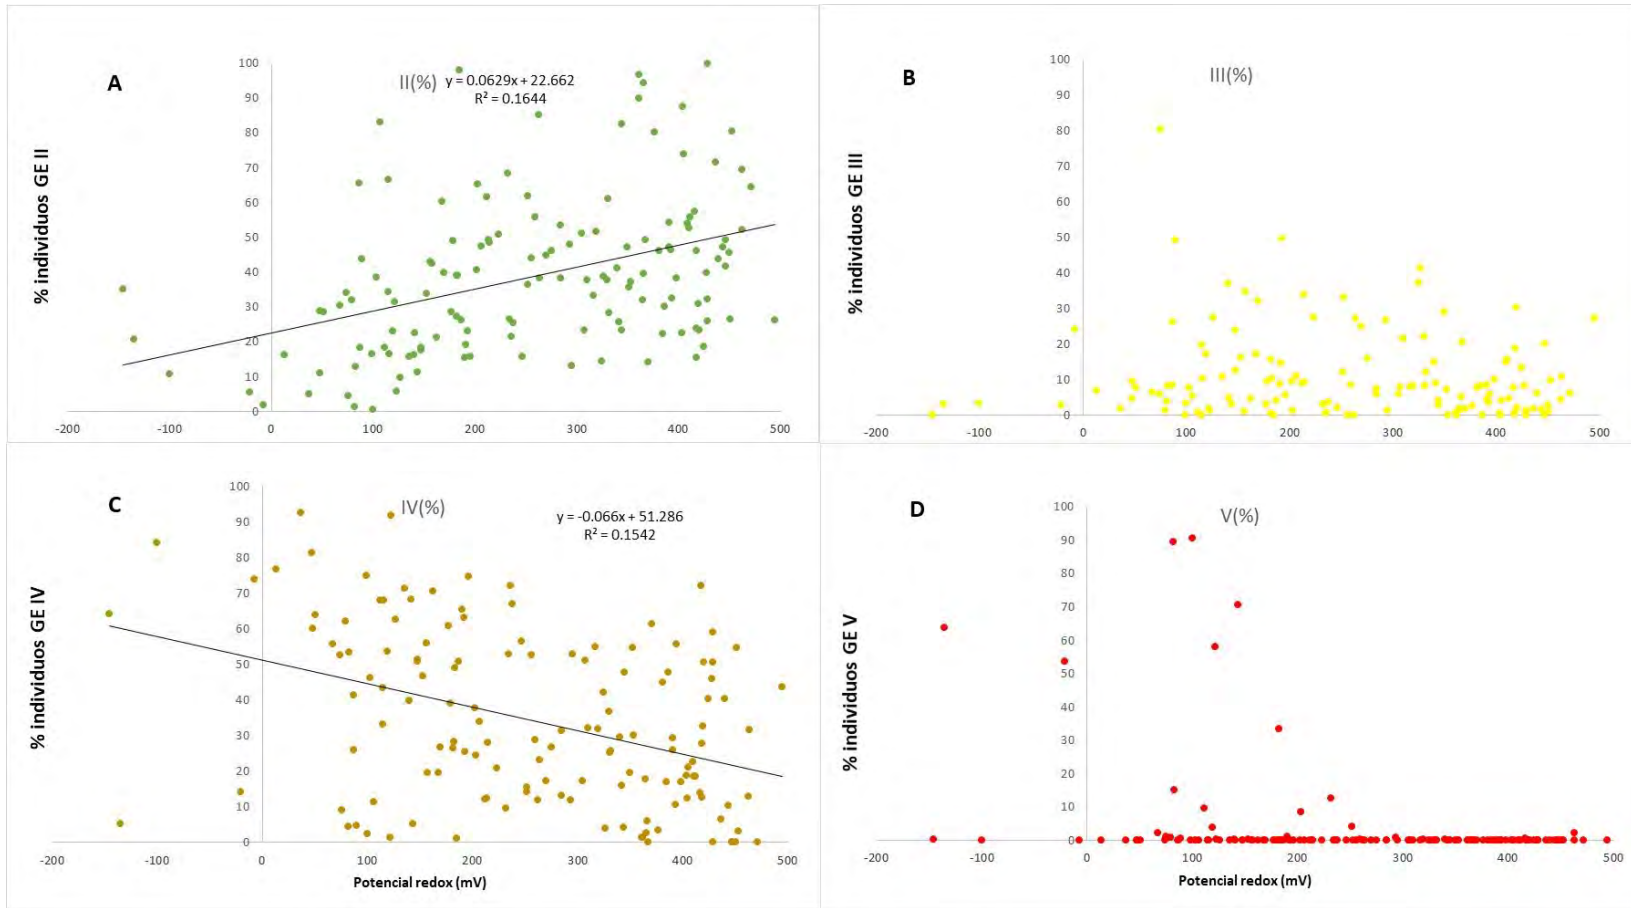 A
II(%)
y = 0.0629x + 22.662
R² = 0.1644
% individuos GE II
100
90
80
70
60
50
40
30
20
10
0
-200 -100 0 100 200 300 400 500
B
III(%)
% individuos GE III
100
90
80
70
60
50
40
30
20
10
0
-200 -100 0 100 200 300 400 500
C
IV(%)
y = -0.066x + 51.286
R² = 0.1542
% individuos GE IV
100
90
80
70
60
50
40
30
20
10
0
-200 -100 0 100 200 300 400 500
Potencial redox (mV)
D
V(%)
% individuos GE V
100
90
80
70
60
50
40
30
20
10
0
-200 -100 0 100 200 300 400 500
Potencial redox (mV)